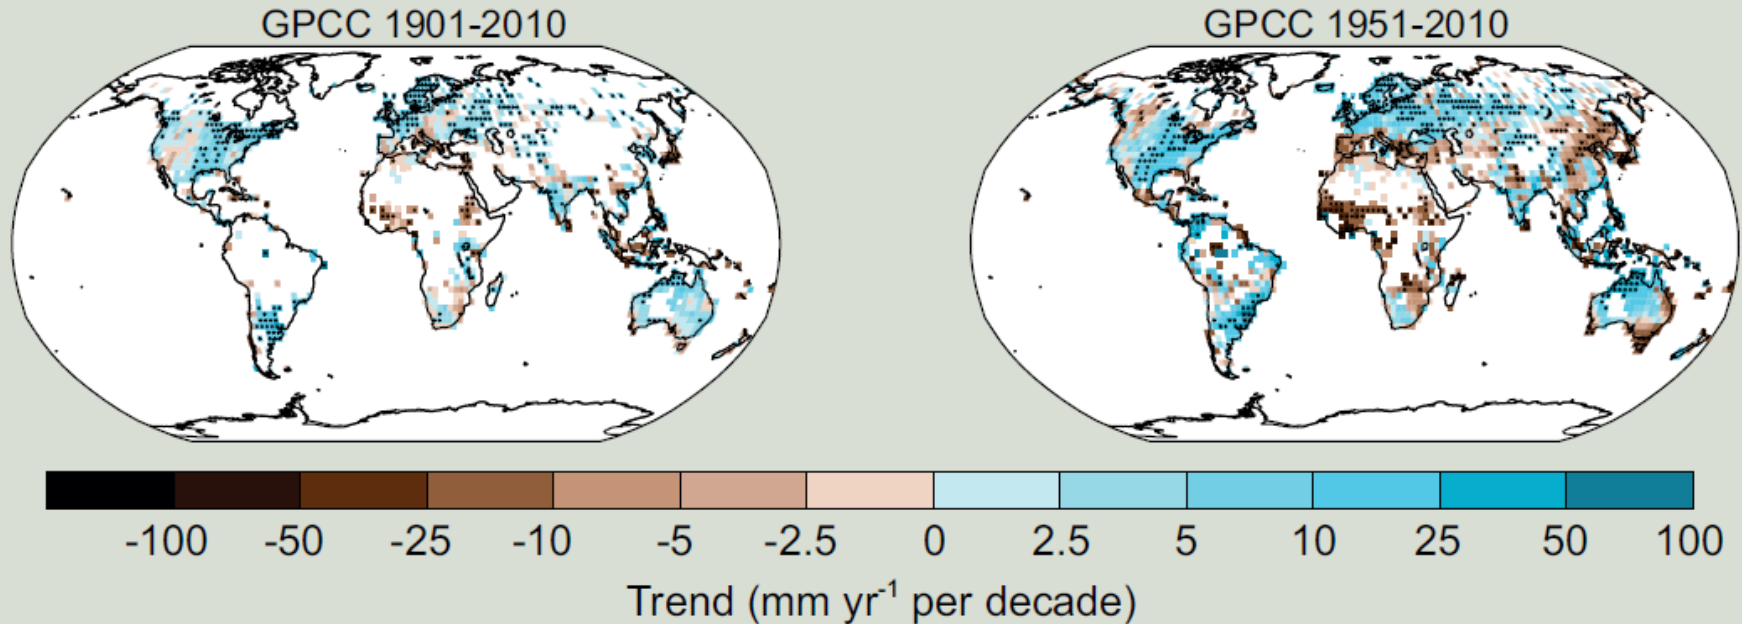 GPCC 1901-2010 GPCC 1951-2010
-100 -50 -25 -10 -5 -2.5 0 2.5 5 10 25 50 100
Trend (mm yr⁻¹ per decade)